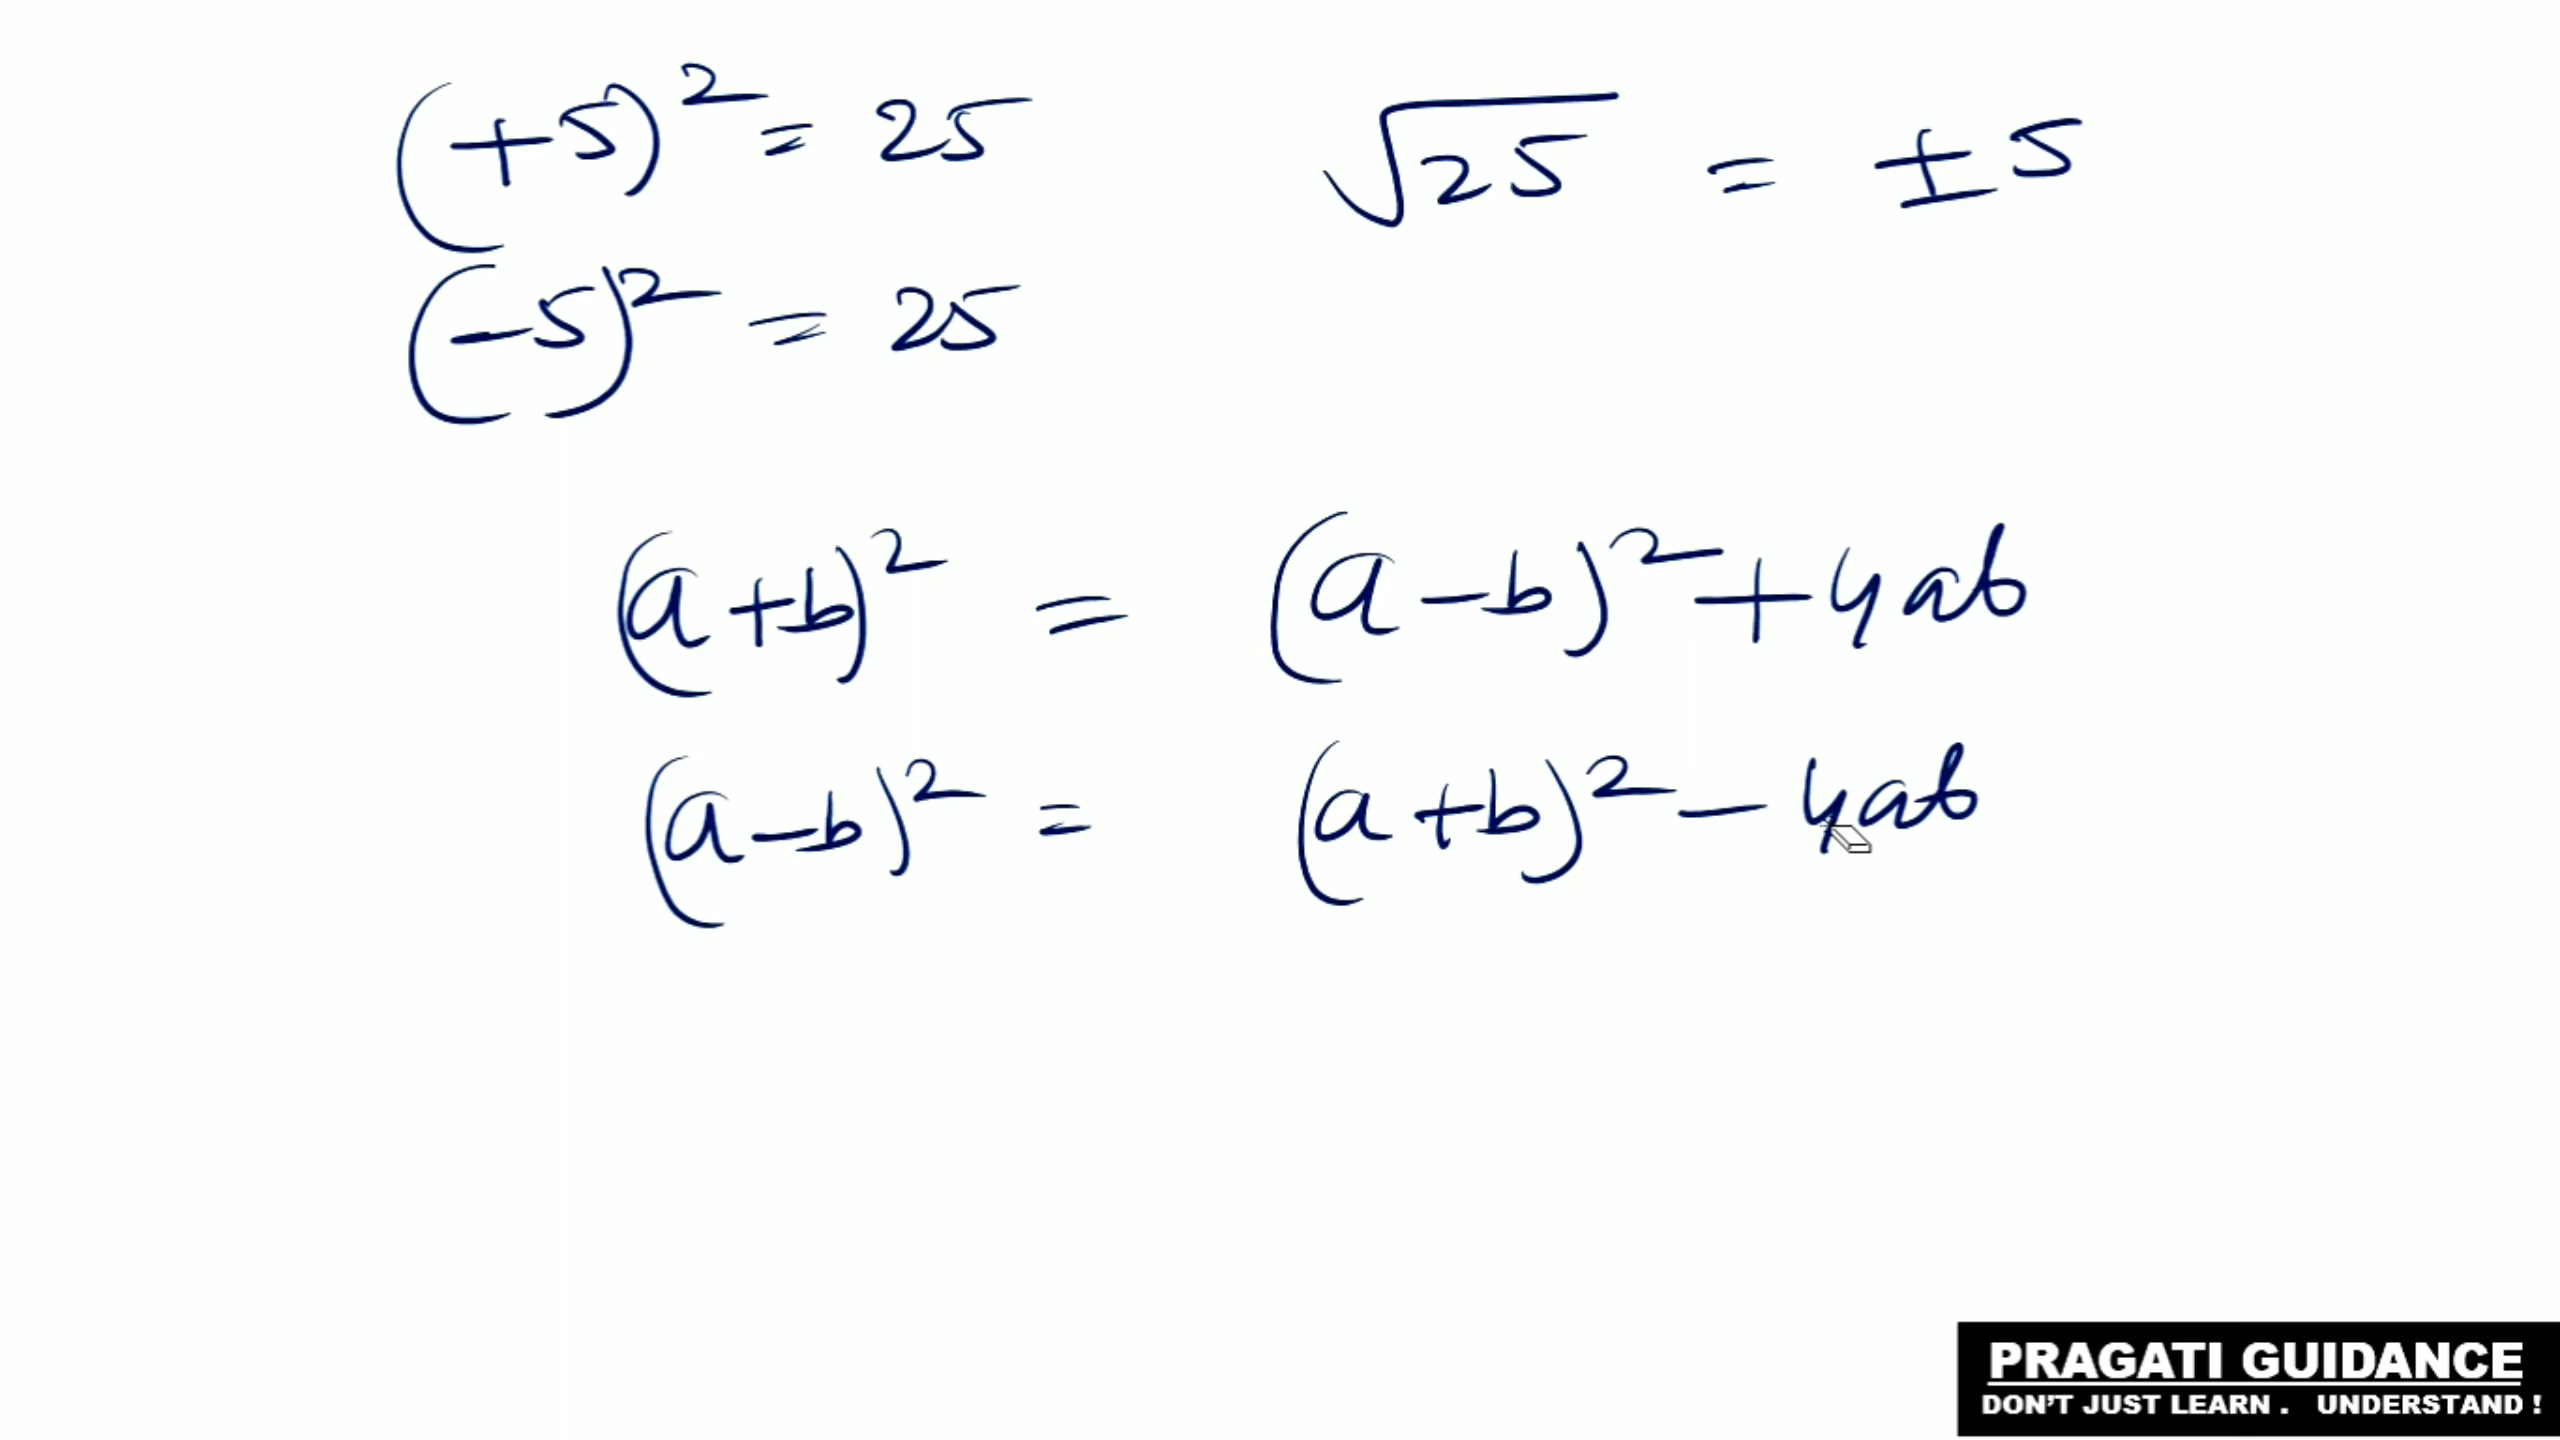 (+5)² = 25
√25 = ±5
(-5)² = 25
(a+b)² = (a-b)² + 4ab
(a-b)² = (a+b)² - 4ab
PRAGATI GUIDANCE
DON'T JUST LEARN . UNDERSTAND !